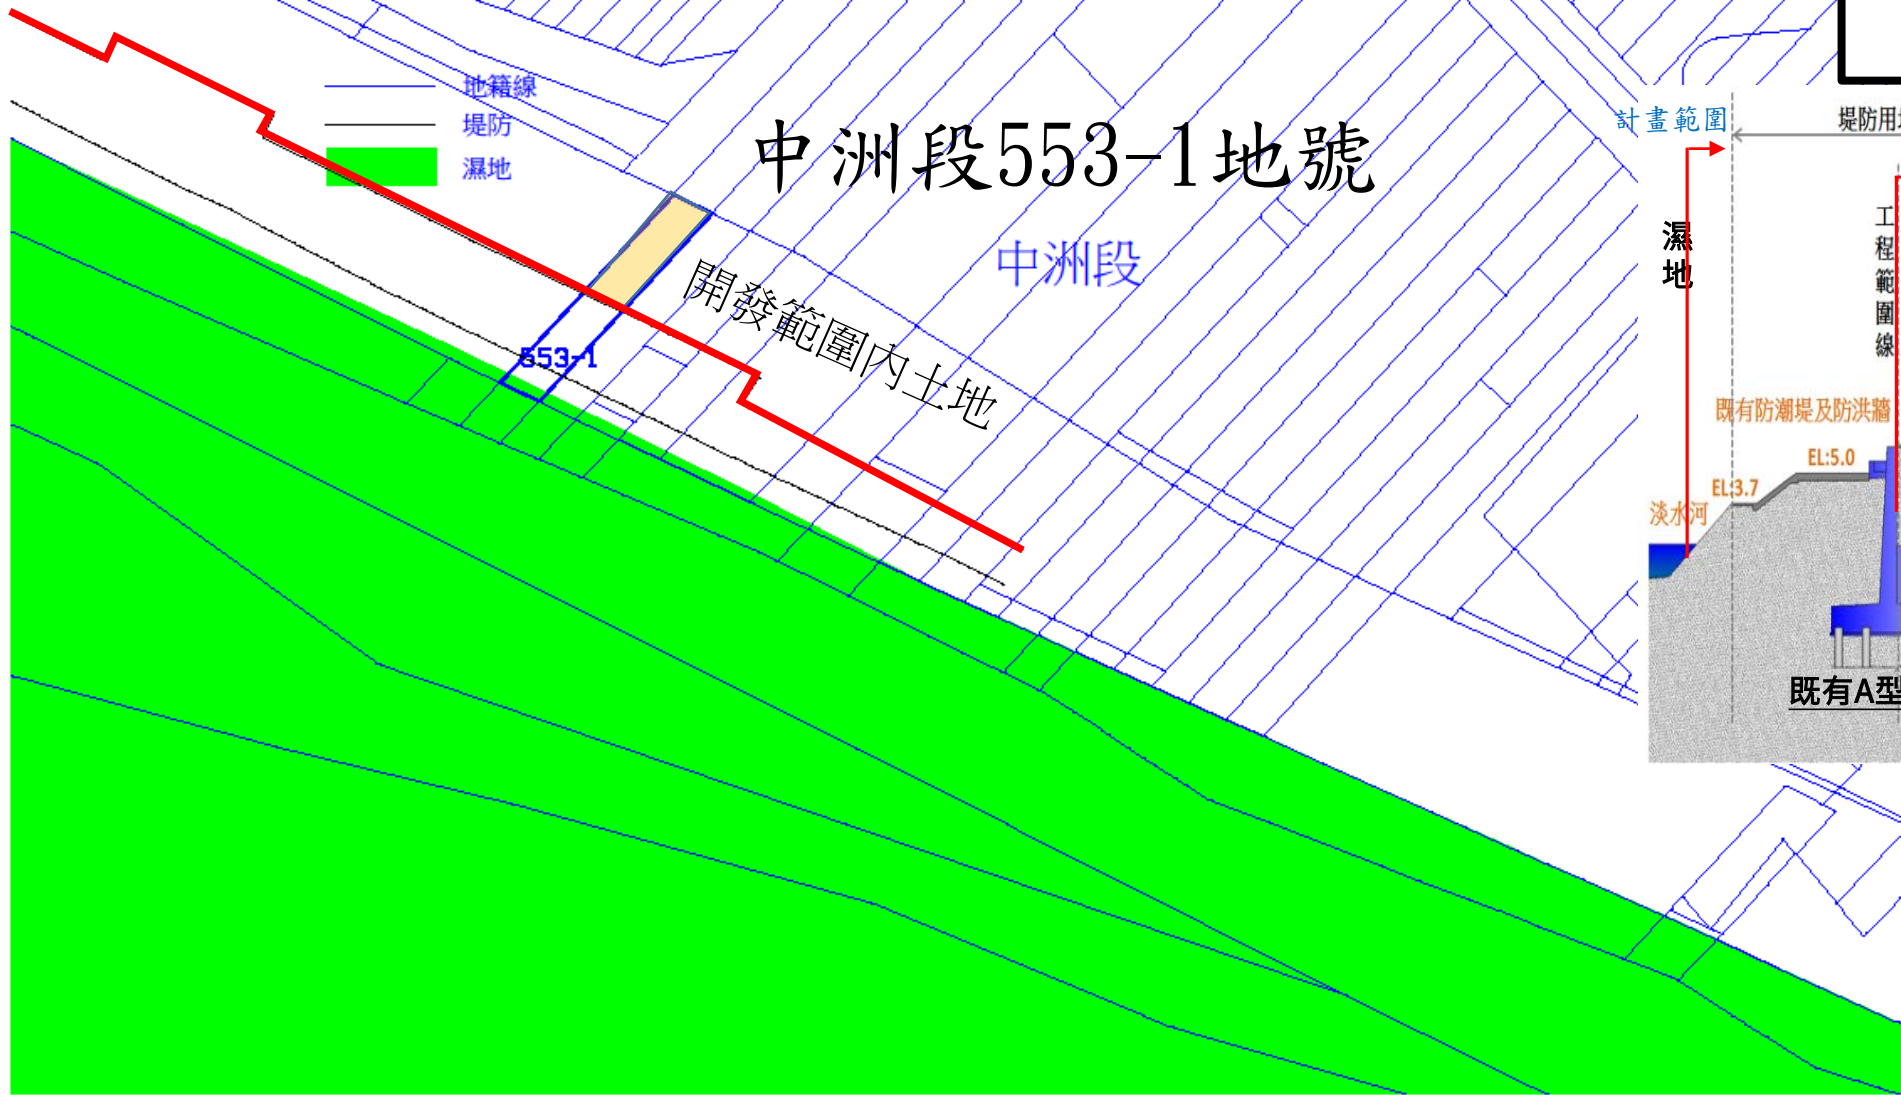 地籍線
堤防
濕地
中洲段553-1地號
中洲段
開發範圍內土地
553-1
計畫範圍
堤防用
濕地
工程範圍線
既有防潮堤及防洪牆
EL:5.0
EL:3.7
淡水河
既有A型